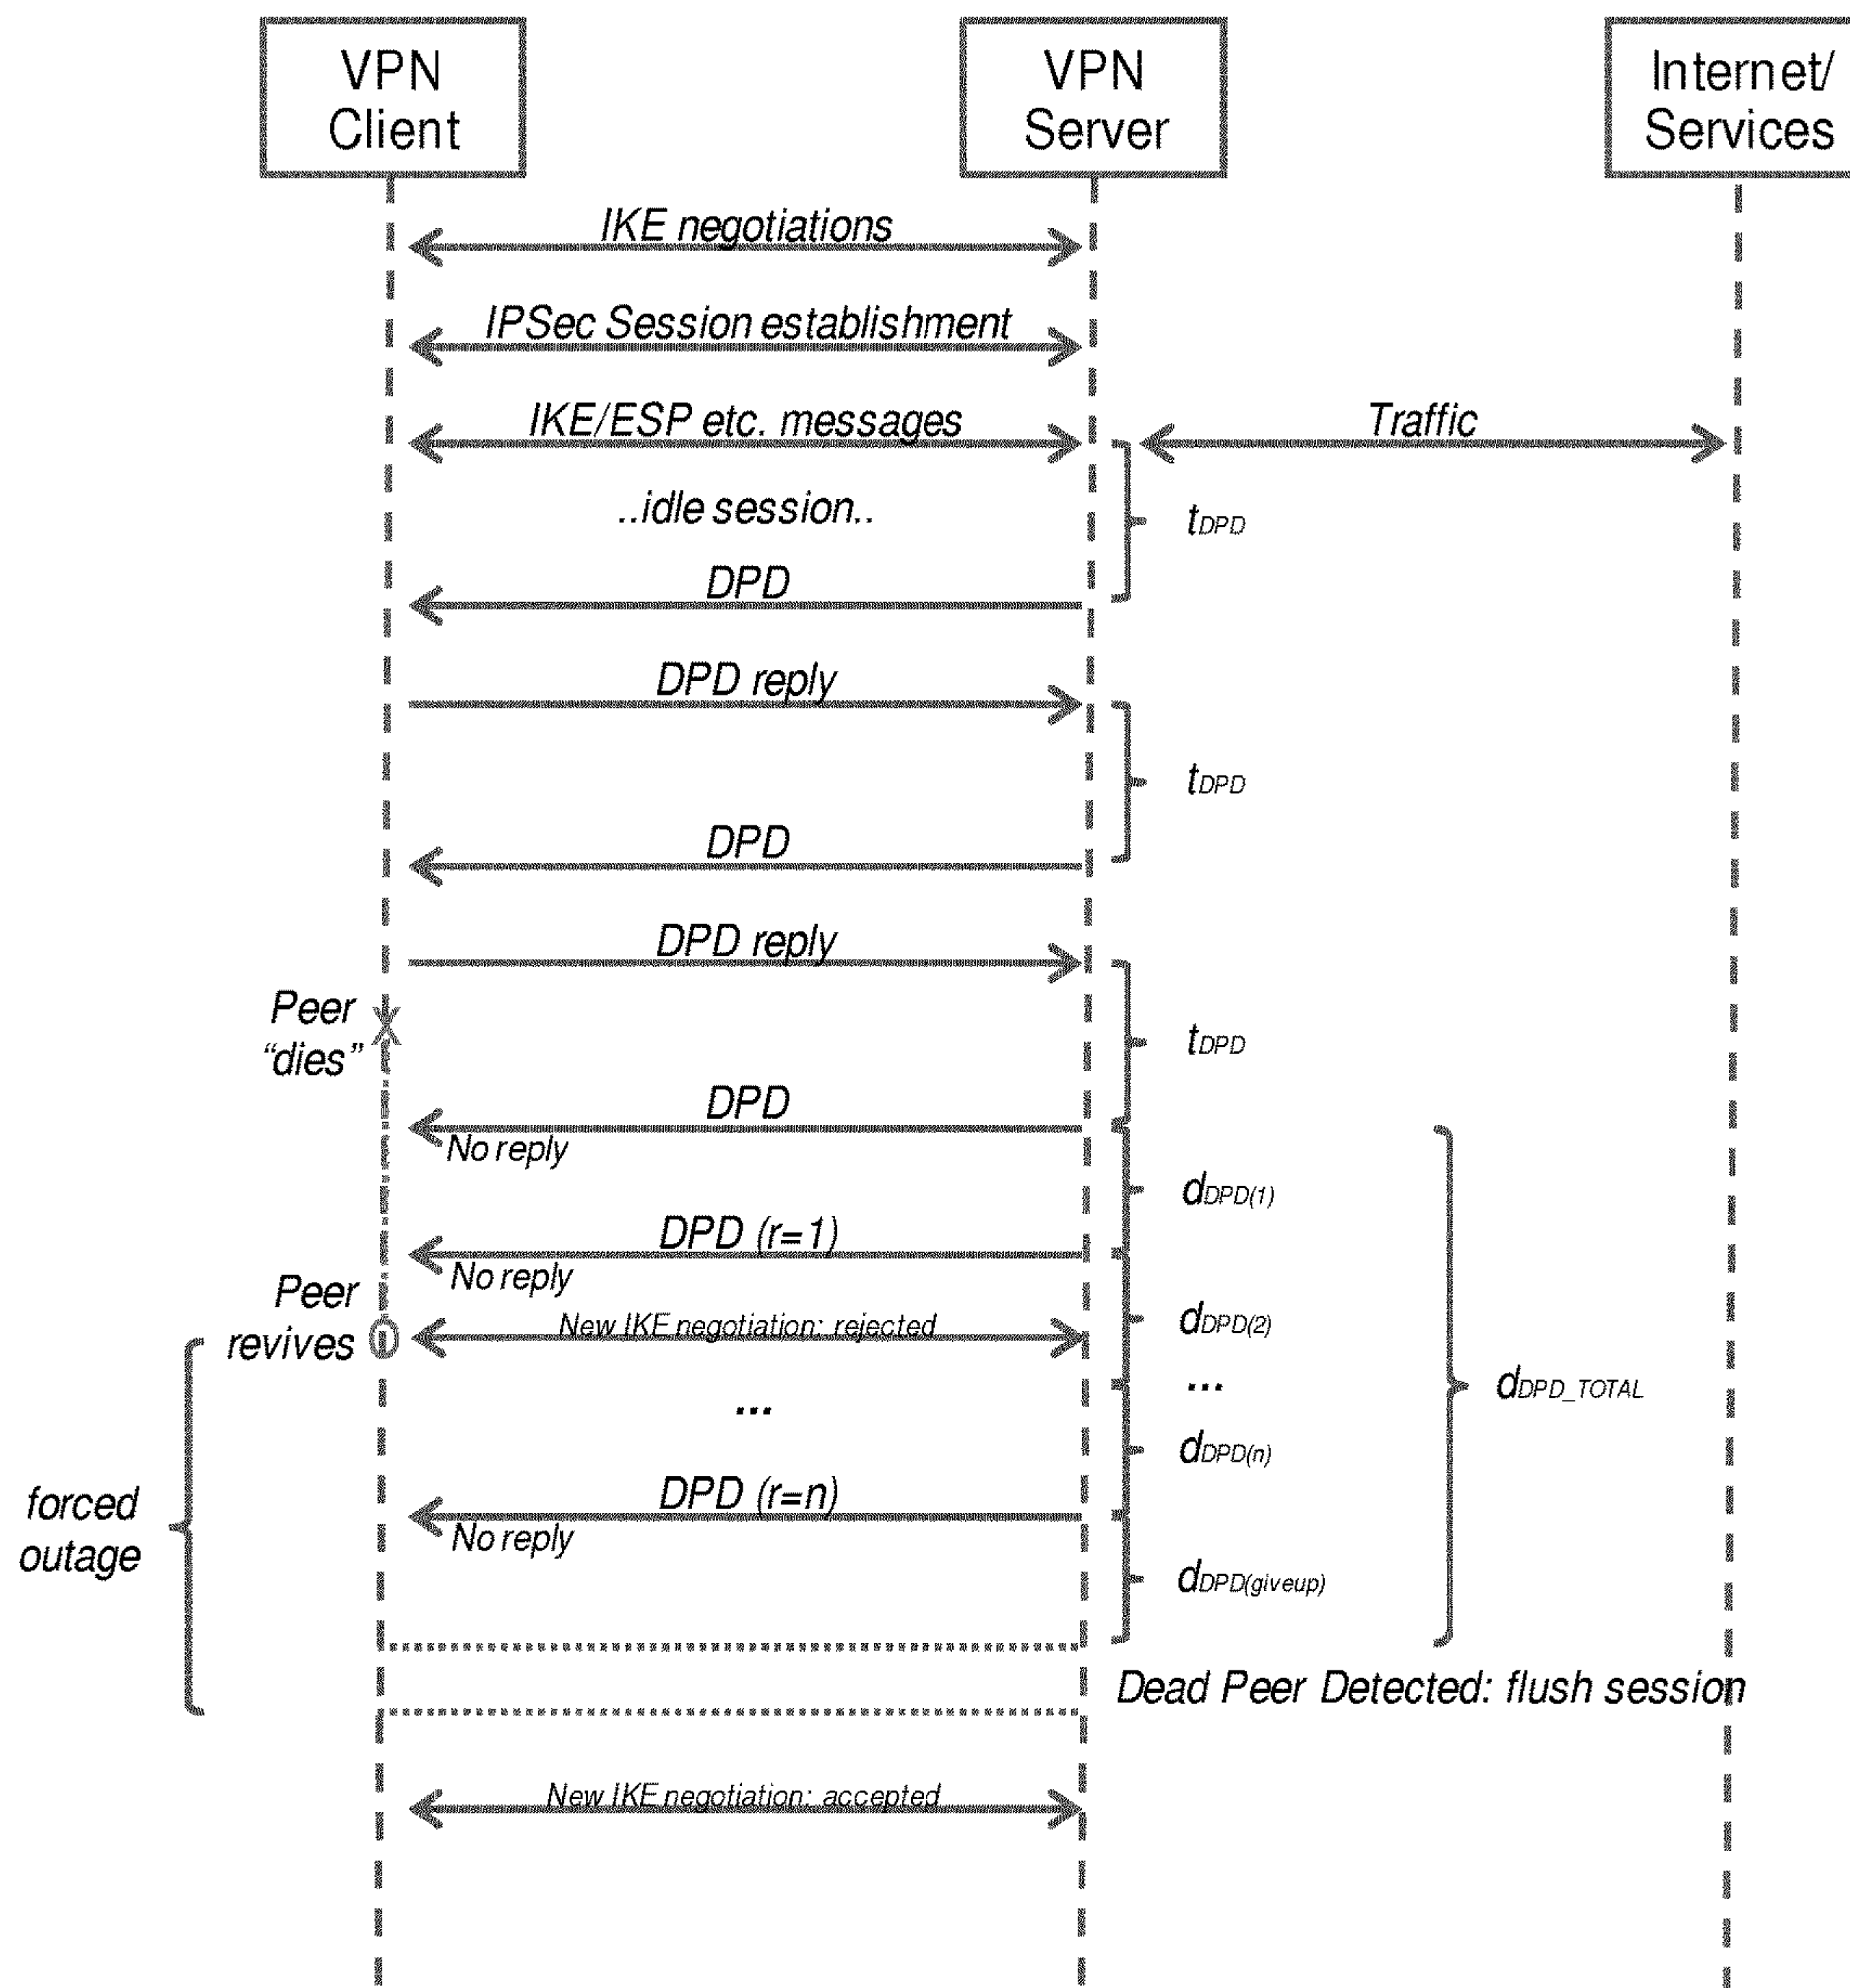 VPN
Client
VPN
Server
Internet/
Services
IKE negotiations
IPSec Session establishment
IKE/ESP etc. messages
Traffic
..idle session..
tDPD
DPD
DPD reply
tDPD
DPD
DPD reply
Peer
“dies”
tDPD
DPD
No reply
dDPD(1)
DPD (r=1)
No reply
Peer
revives
New IKE negotiation: rejected
dDPD(2)
...
...
dDPD_TOTAL
dDPD(n)
DPD (r=n)
No reply
forced
outage
dDPD(giveup)
Dead Peer Detected: flush session
New IKE negotiation: accepted